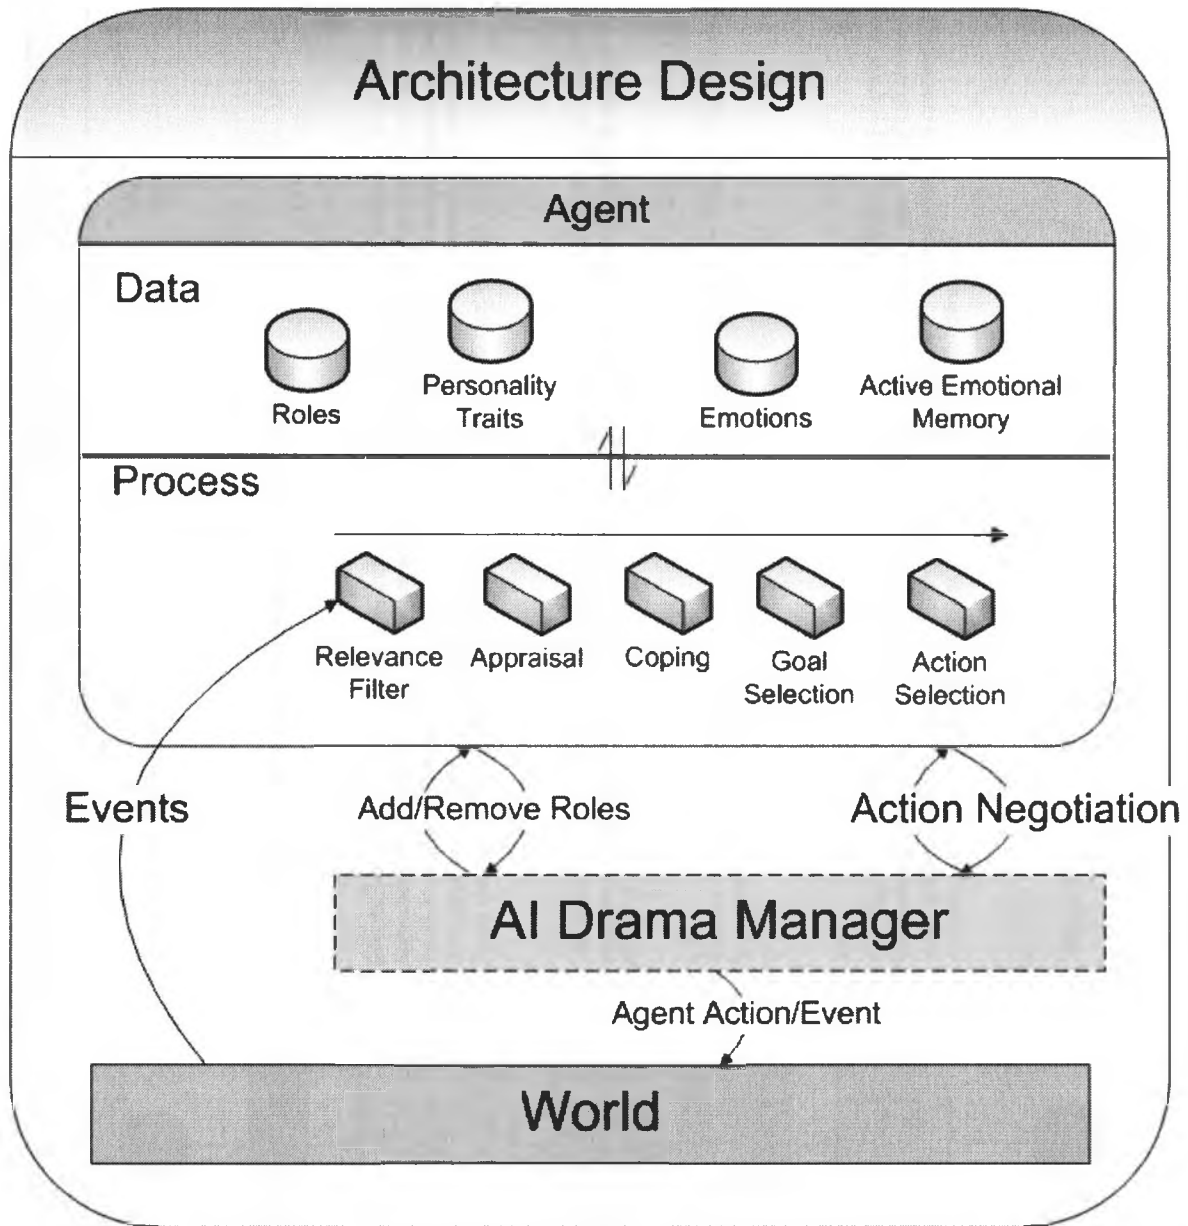 Architecture Design
Agent
Data
Roles
Personality
Traits
Emotions
Active Emotional
Memory
Process
Relevance
Filter
Appraisal
Coping
Goal
Selection
Action
Selection
Events
Add/Remove Roles
Action Negotiation
AI Drama Manager
Agent Action/Event
World